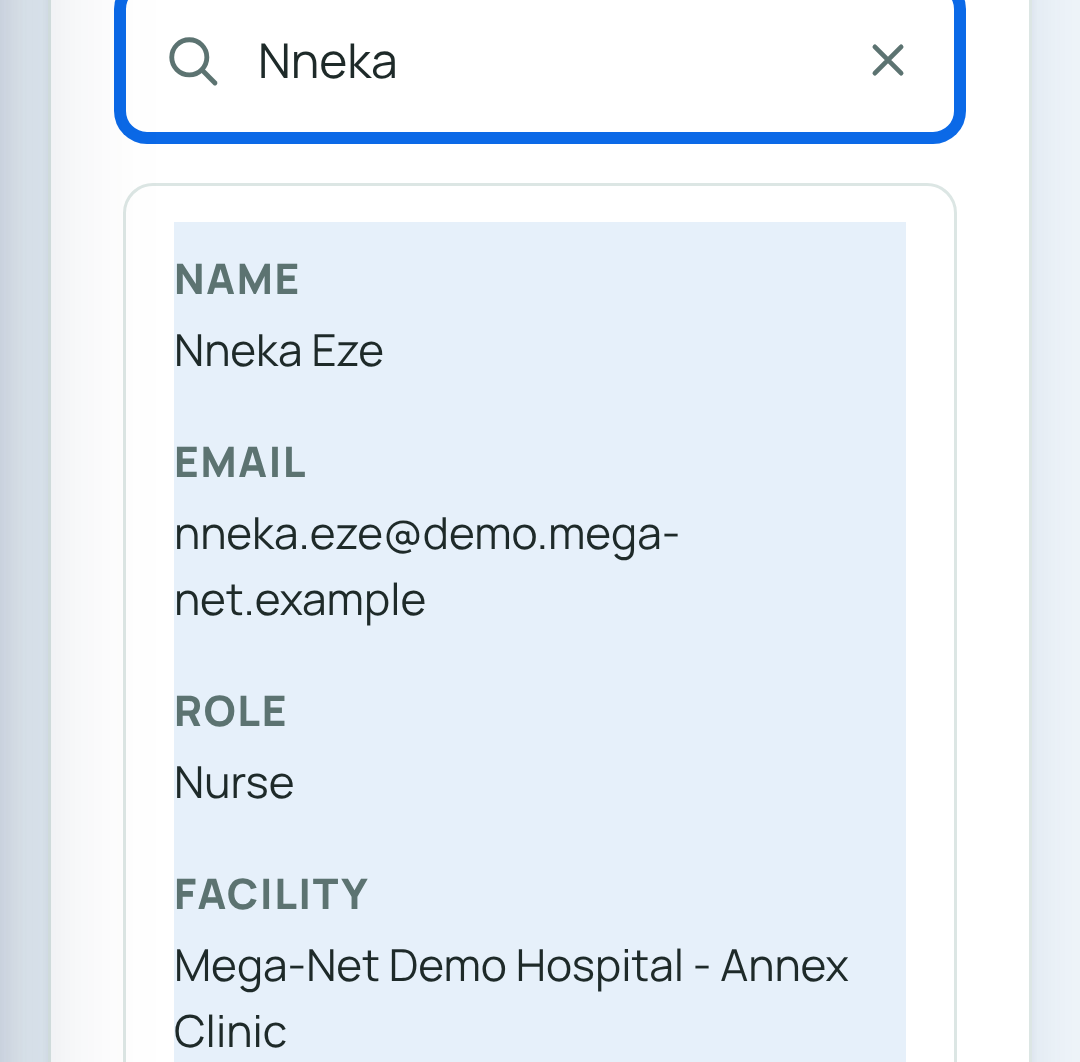 Nneka
NAME
Nneka Eze
EMAIL
nneka.eze@demo.mega-
net.example
ROLE
Nurse
FACILITY
Mega-Net Demo Hospital - Annex
Clinic